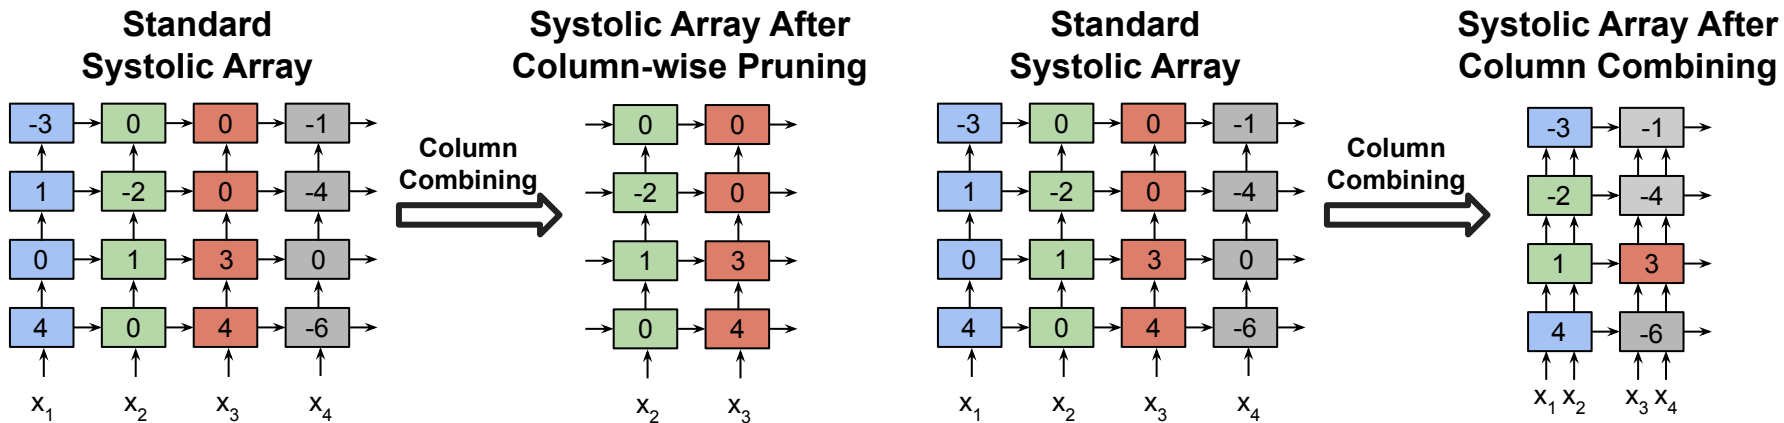 Standard
Systolic Array
-3 0 0 -1
1 -2 0 -4
0 1 3 0
4 0 4 -6
x1 x2 x3 x4
Column
Combining
Systolic Array After
Column-wise Pruning
0 0
-2 0
1 3
0 4
x2 x3
Standard
Systolic Array
-3 0 0 -1
1 -2 0 -4
0 1 3 0
4 0 4 -6
x1 x2 x3 x4
Column
Combining
Systolic Array After
Column Combining
-3 -1
-2 -4
1 3
4 -6
x1 x2 x3 x4